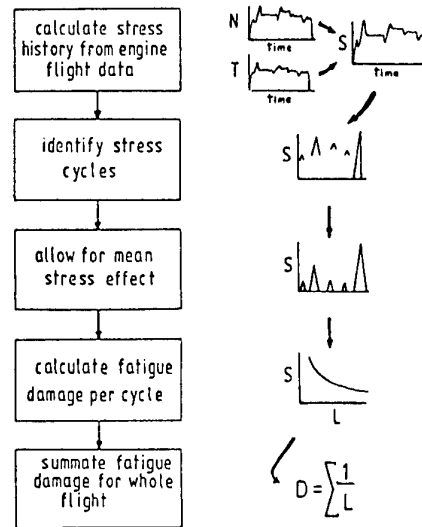 calculate stress
history from engine
flight data
identify stress
cycles
allow for mean
stress effect
calculate fatigue
damage per cycle
summate fatigue
damage for whole
flight
N
time
T
time
S
time
S
S
S
L
D = ∑ 1/L